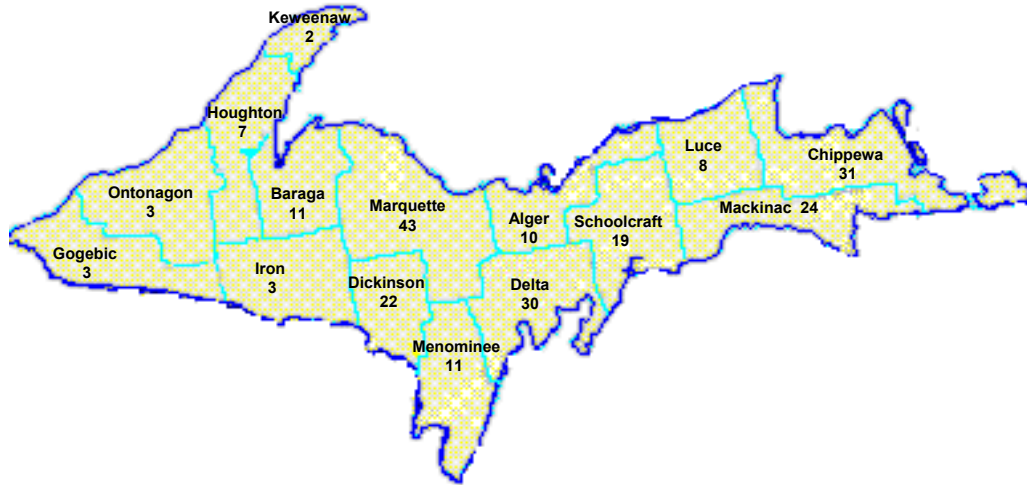 Keweenaw
2
Houghton
7
Ontonagon
3
Gogebic
3
Baraga
11
Iron
3
Marquette
43
Dickinson
22
Menominee
11
Alger
10
Delta
30
Schoolcraft
19
Luce
8
Mackinac 24
Chippewa
31